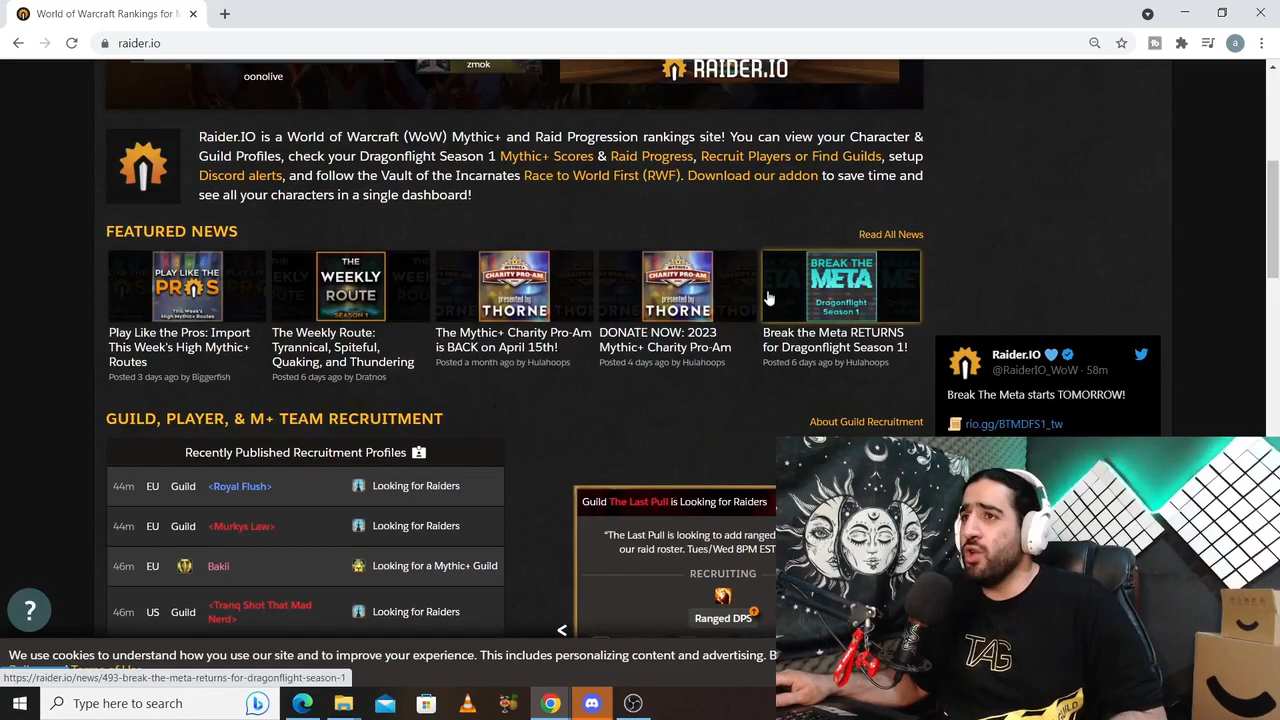 World of Warcraft Rankings for M
raider.io
oonolive
zmok
RAIDER.IO
Raider.IO is a World of Warcraft (WoW) Mythic+ and Raid Progression rankings site! You can view your Character &
Guild Profiles, check your Dragonflight Season 1 Mythic+ Scores & Raid Progress, Recruit Players or Find Guilds, setup
Discord alerts, and follow the Vault of the Incarnates Race to World First (RWF). Download our addon to save time and
see all your characters in a single dashboard!
FEATURED NEWS
Read All News
PLAY LIKE THE
PROS
This Week's
High Mythic+
Routes
THE
WEEKLY
ROUTE
SEASON 1
MYTHIC+
CHARITY PRO-AM
presented by
THORNE
MYTHIC+
CHARITY PRO-AM
presented by
THORNE
BREAK THE
META
Dragonflight
Season 1
Play Like the Pros: Import
This Week's High Mythic+
Routes
Posted 3 days ago by Biggerfish
The Weekly Route:
Tyrannical, Spiteful,
Quaking, and Thundering
Posted 6 days ago by Dratnos
The Mythic+ Charity Pro-Am
is BACK on April 15th!
Posted a month ago by Hulahoops
DONATE NOW: 2023
Mythic+ Charity Pro-Am
Posted 4 days ago by Hulahoops
Break the Meta RETURNS
for Dragonflight Season 1!
Posted 6 days ago by Hulahoops
Raider.IO
@RaiderIO_WoW · 58m
Break The Meta starts TOMORROW!
rio.gg/BTMDFS1_tw
GUILD, PLAYER, & M+ TEAM RECRUITMENT
About Guild Recruitment
Recently Published Recruitment Profiles
44m EU Guild <Royal Flush> Looking for Raiders
44m EU Guild <Murkys Law> Looking for Raiders
46m EU Bakii Looking for a Mythic+ Guild
46m US Guild <Tranq Shot That Mad
Nerd> Looking for Raiders
Guild The Last Pull is Looking for Raiders
"The Last Pull is looking to add ranged
our raid roster. Tues/Wed 8PM EST
RECRUITING
Ranged DPS
?
We use cookies to understand how you use our site and to improve your experience. This includes personalizing content and advertising. B
https://raider.io/news/493-break-the-meta-returns-for-dragonflight-season-1
Type here to search
TAG
GUILD